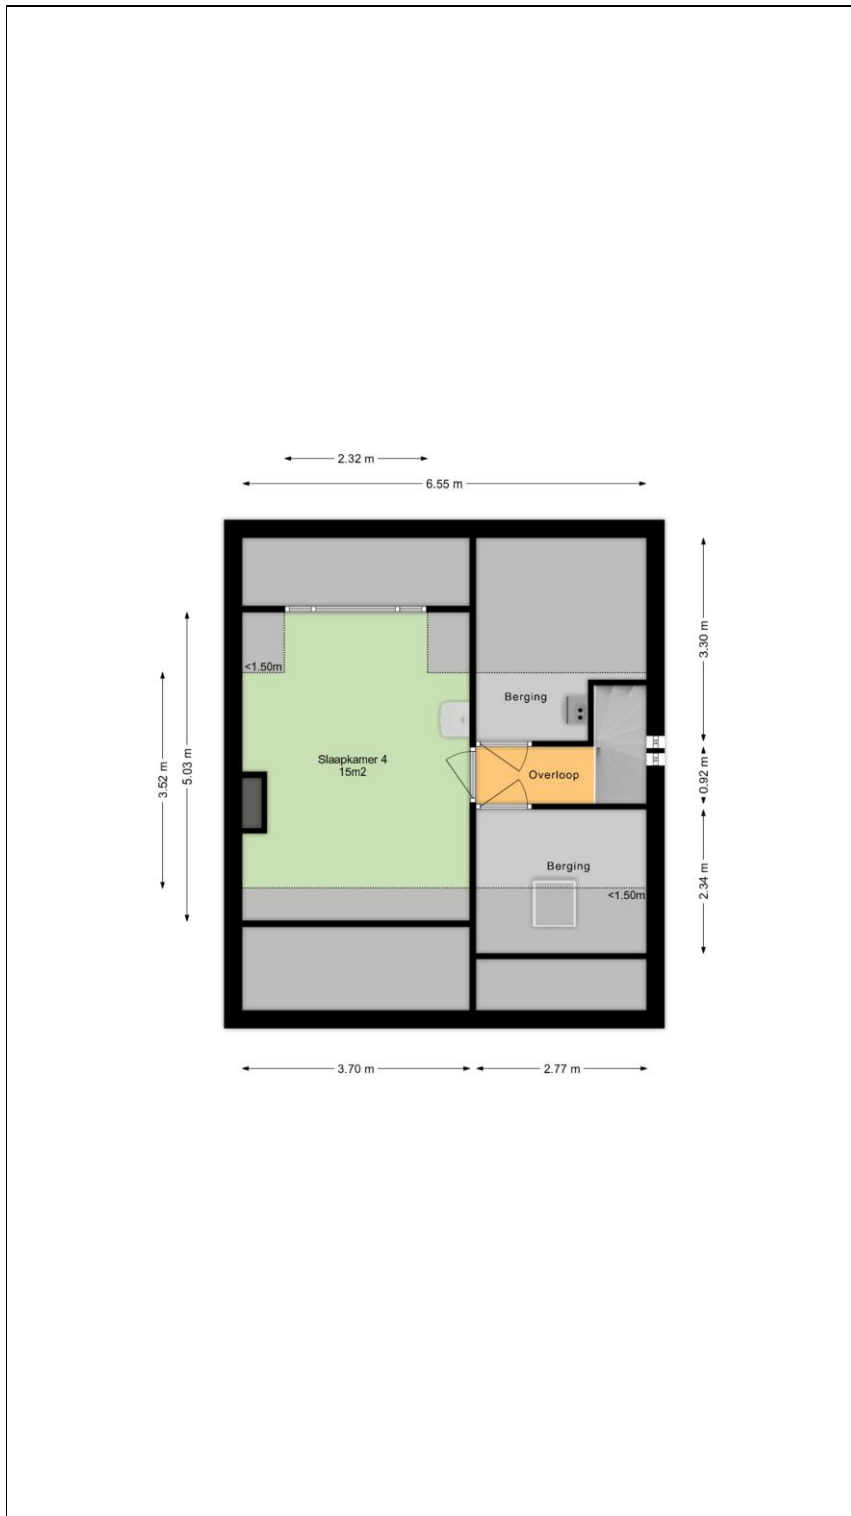 2.32 m
6.55 m
<1.50m
3.30 m
Berging
5.03 m
3.52 m
Slaapkamer 4
15m2
Overloop
0.92 m
Berging
<1.50m
2.34 m
3.70 m
2.77 m